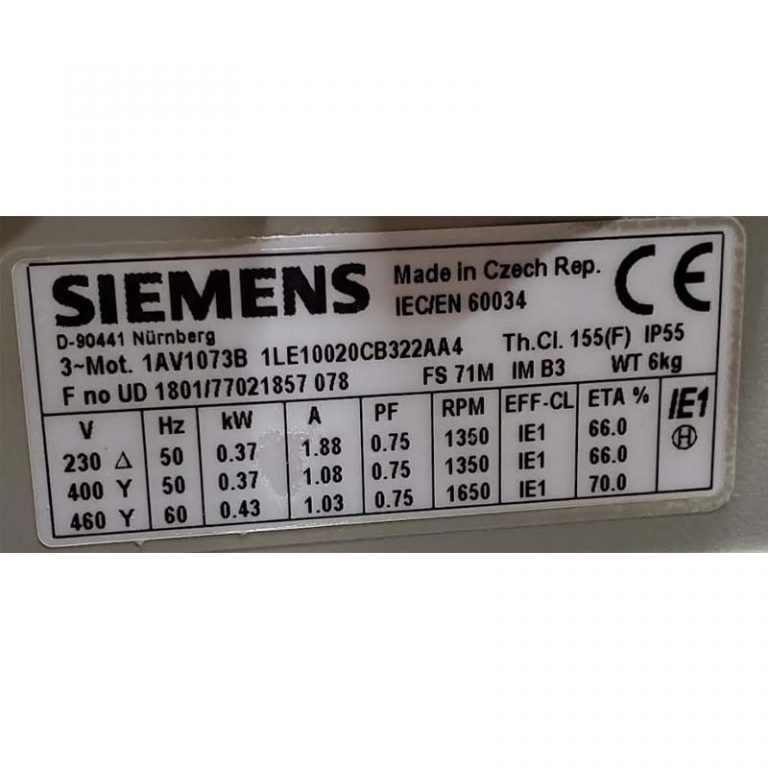 SIEMENS Made in Czech Rep. CE
IEC/EN 60034
D-90441 Nürnberg
3~Mot. 1AV1073B 1LE10020CB322AA4 Th.Cl. 155(F) IP55
F no UD 1801/77021857 078 FS 71M IM B3 WT 6kg
V Hz kW A PF RPM EFF-CL ETA % IE1
230 Δ 50 0.37 1.88 0.75 1350 IE1 66.0 H
400 Y 50 0.37 1.08 0.75 1350 IE1 66.0
460 Y 60 0.43 1.03 0.75 1650 IE1 70.0